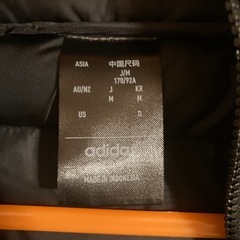 ASIA 中国尺码
J/M
170/92A
AU/NZ J KR
M M M
US D
adidas
MADE IN INDONESIA